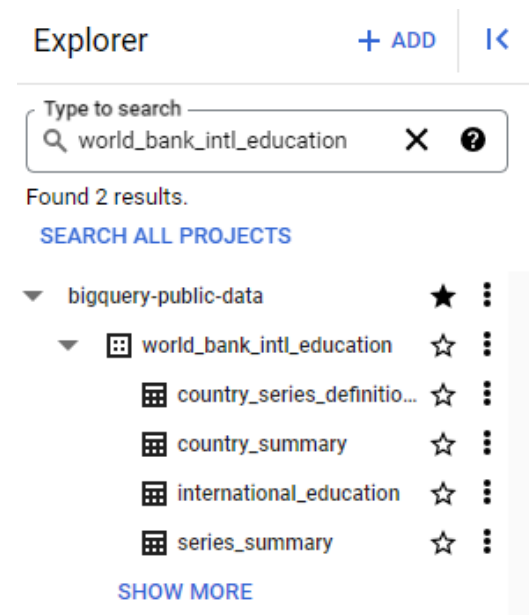 Explorer + ADD
Type to search
world_bank_intl_education
Found 2 results.
SEARCH ALL PROJECTS
bigquery-public-data
world_bank_intl_education
country_series_definitio...
country_summary
international_education
series_summary
SHOW MORE